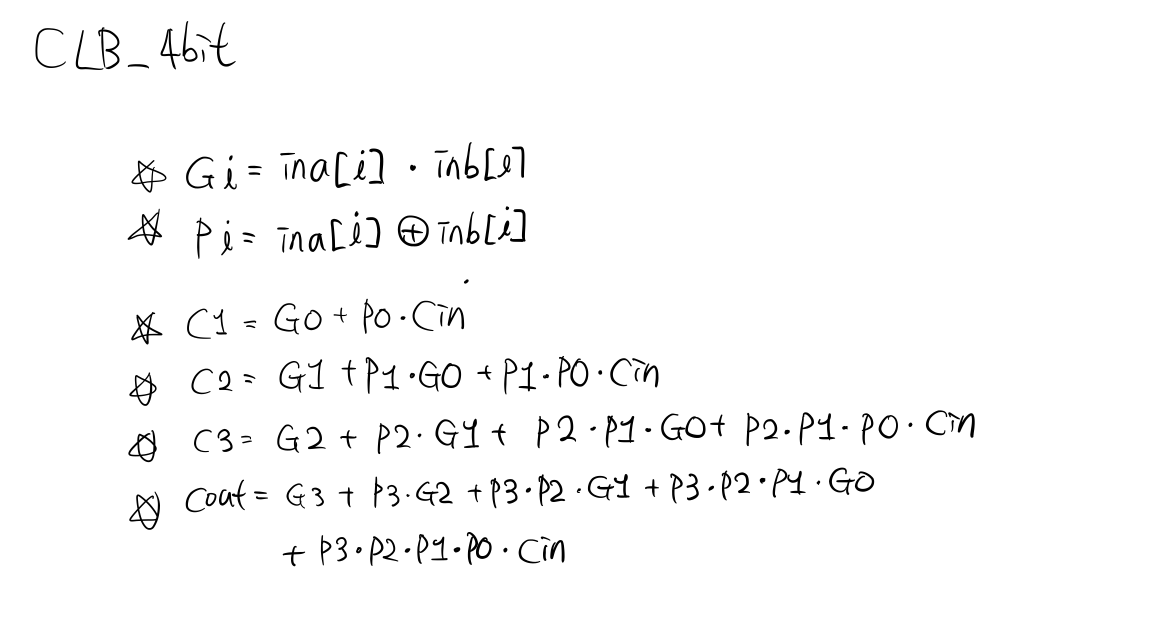 CLB_4bit
☆ Gi = ina[i] · inb[i]
☆ Pi = ina[i] ⊕ inb[i]
☆ C1 = G0 + P0·Cin
☆ C2 = G1 + P1·G0 + P1·P0·Cin
☆ C3 = G2 + P2·G1 + P2·P1·G0 + P2·P1·P0·Cin
☆ Cout = G3 + P3·G2 + P3·P2·G1 + P3·P2·P1·G0
+ P3·P2·P1·P0·Cin